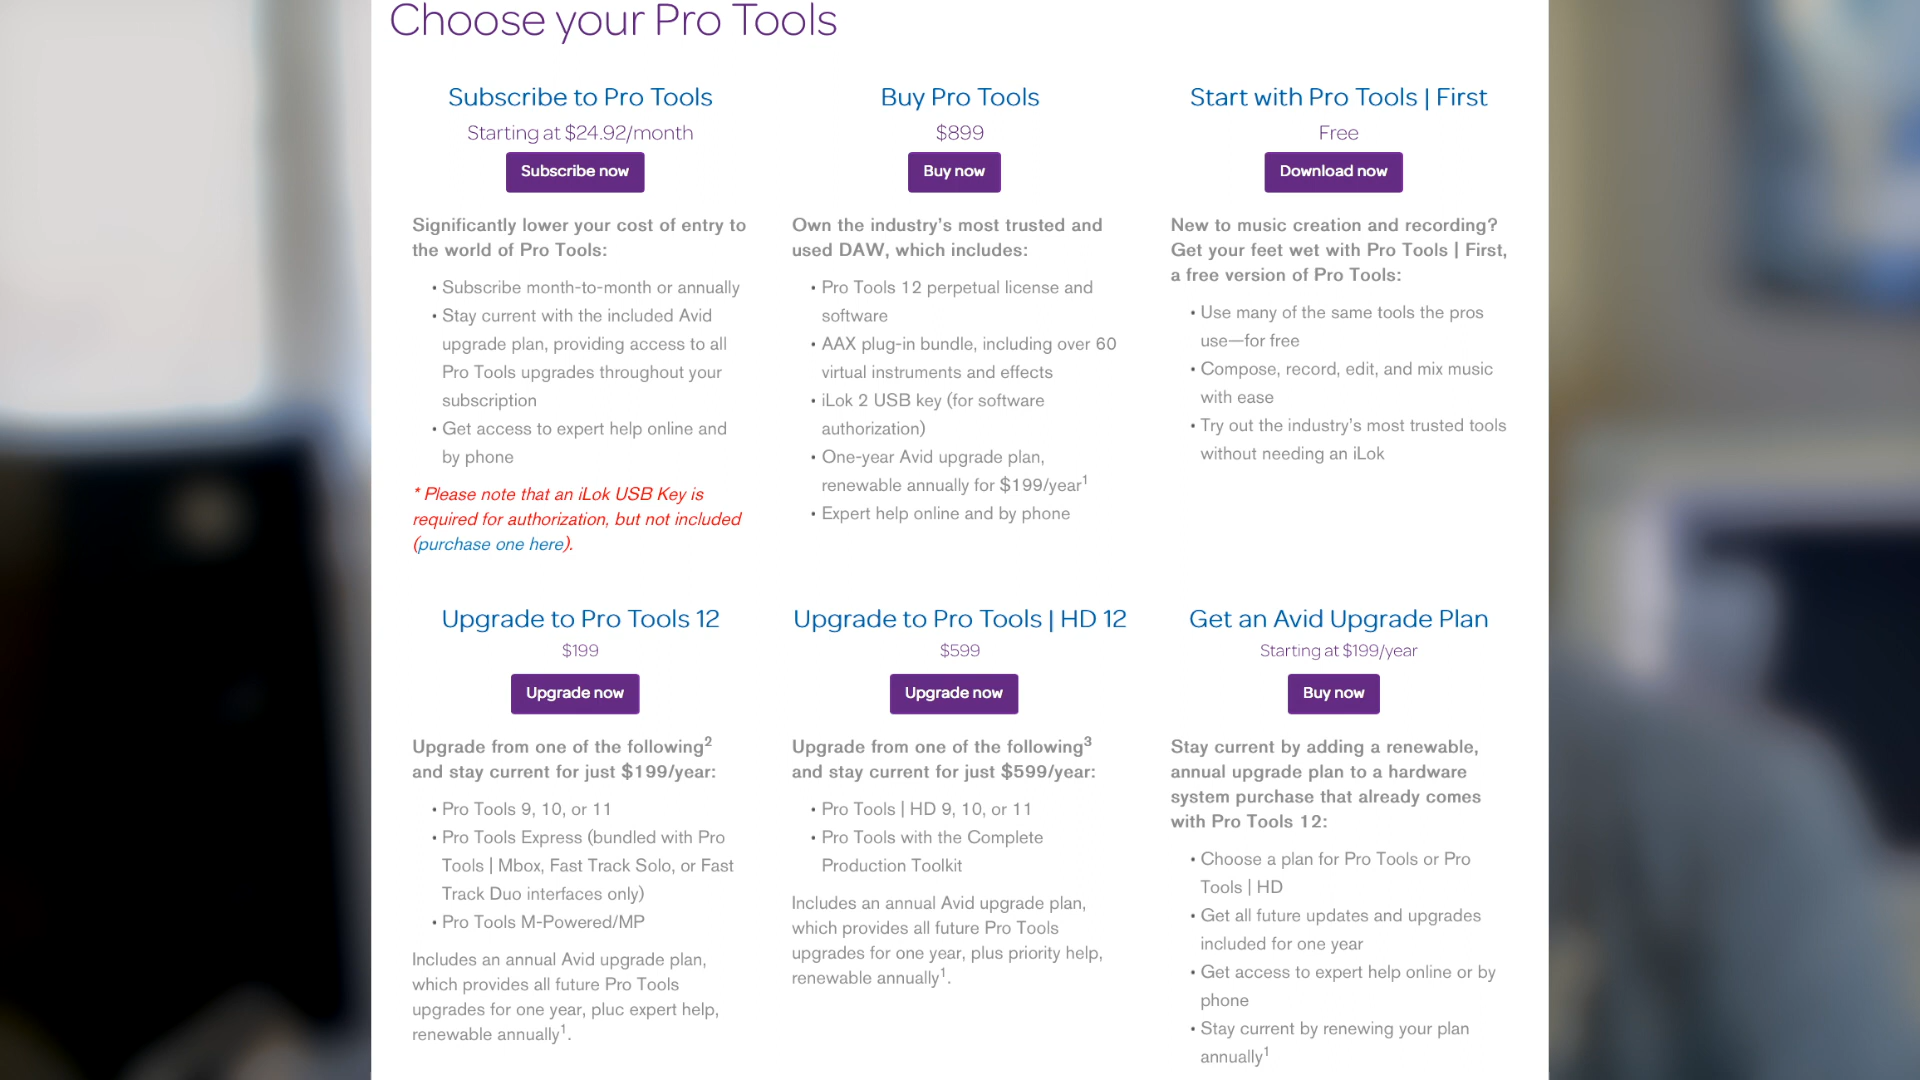 Choose your Pro Tools
Subscribe to Pro Tools
Starting at $24.92/month
Subscribe now
Significantly lower your cost of entry to
the world of Pro Tools:
• Subscribe month-to-month or annually
• Stay current with the included Avid
upgrade plan, providing access to all
Pro Tools upgrades throughout your
subscription
• Get access to expert help online and
by phone
* Please note that an iLok USB Key is
required for authorization, but not included
(purchase one here).
Buy Pro Tools
$899
Buy now
Own the industry's most trusted and
used DAW, which includes:
• Pro Tools 12 perpetual license and
software
• AAX plug-in bundle, including over 60
virtual instruments and effects
• iLok 2 USB key (for software
authorization)
• One-year Avid upgrade plan,
renewable annually for $199/year1
• Expert help online and by phone
Start with Pro Tools | First
Free
Download now
New to music creation and recording?
Get your feet wet with Pro Tools | First,
a free version of Pro Tools:
• Use many of the same tools the pros
use—for free
• Compose, record, edit, and mix music
with ease
• Try out the industry's most trusted tools
without needing an iLok
Upgrade to Pro Tools 12
$199
Upgrade now
Upgrade from one of the following2
and stay current for just $199/year:
• Pro Tools 9, 10, or 11
• Pro Tools Express (bundled with Pro
Tools | Mbox, Fast Track Solo, or Fast
Track Duo interfaces only)
• Pro Tools M-Powered/MP
Includes an annual Avid upgrade plan,
which provides all future Pro Tools
upgrades for one year, pluc expert help,
renewable annually1.
Upgrade to Pro Tools | HD 12
$599
Upgrade now
Upgrade from one of the following3
and stay current for just $599/year:
• Pro Tools | HD 9, 10, or 11
• Pro Tools with the Complete
Production Toolkit
Includes an annual Avid upgrade plan,
which provides all future Pro Tools
upgrades for one year, plus priority help,
renewable annually1.
Get an Avid Upgrade Plan
Starting at $199/year
Buy now
Stay current by adding a renewable,
annual upgrade plan to a hardware
system purchase that already comes
with Pro Tools 12:
• Choose a plan for Pro Tools or Pro
Tools | HD
• Get all future updates and upgrades
included for one year
• Get access to expert help online or by
phone
• Stay current by renewing your plan
annually1